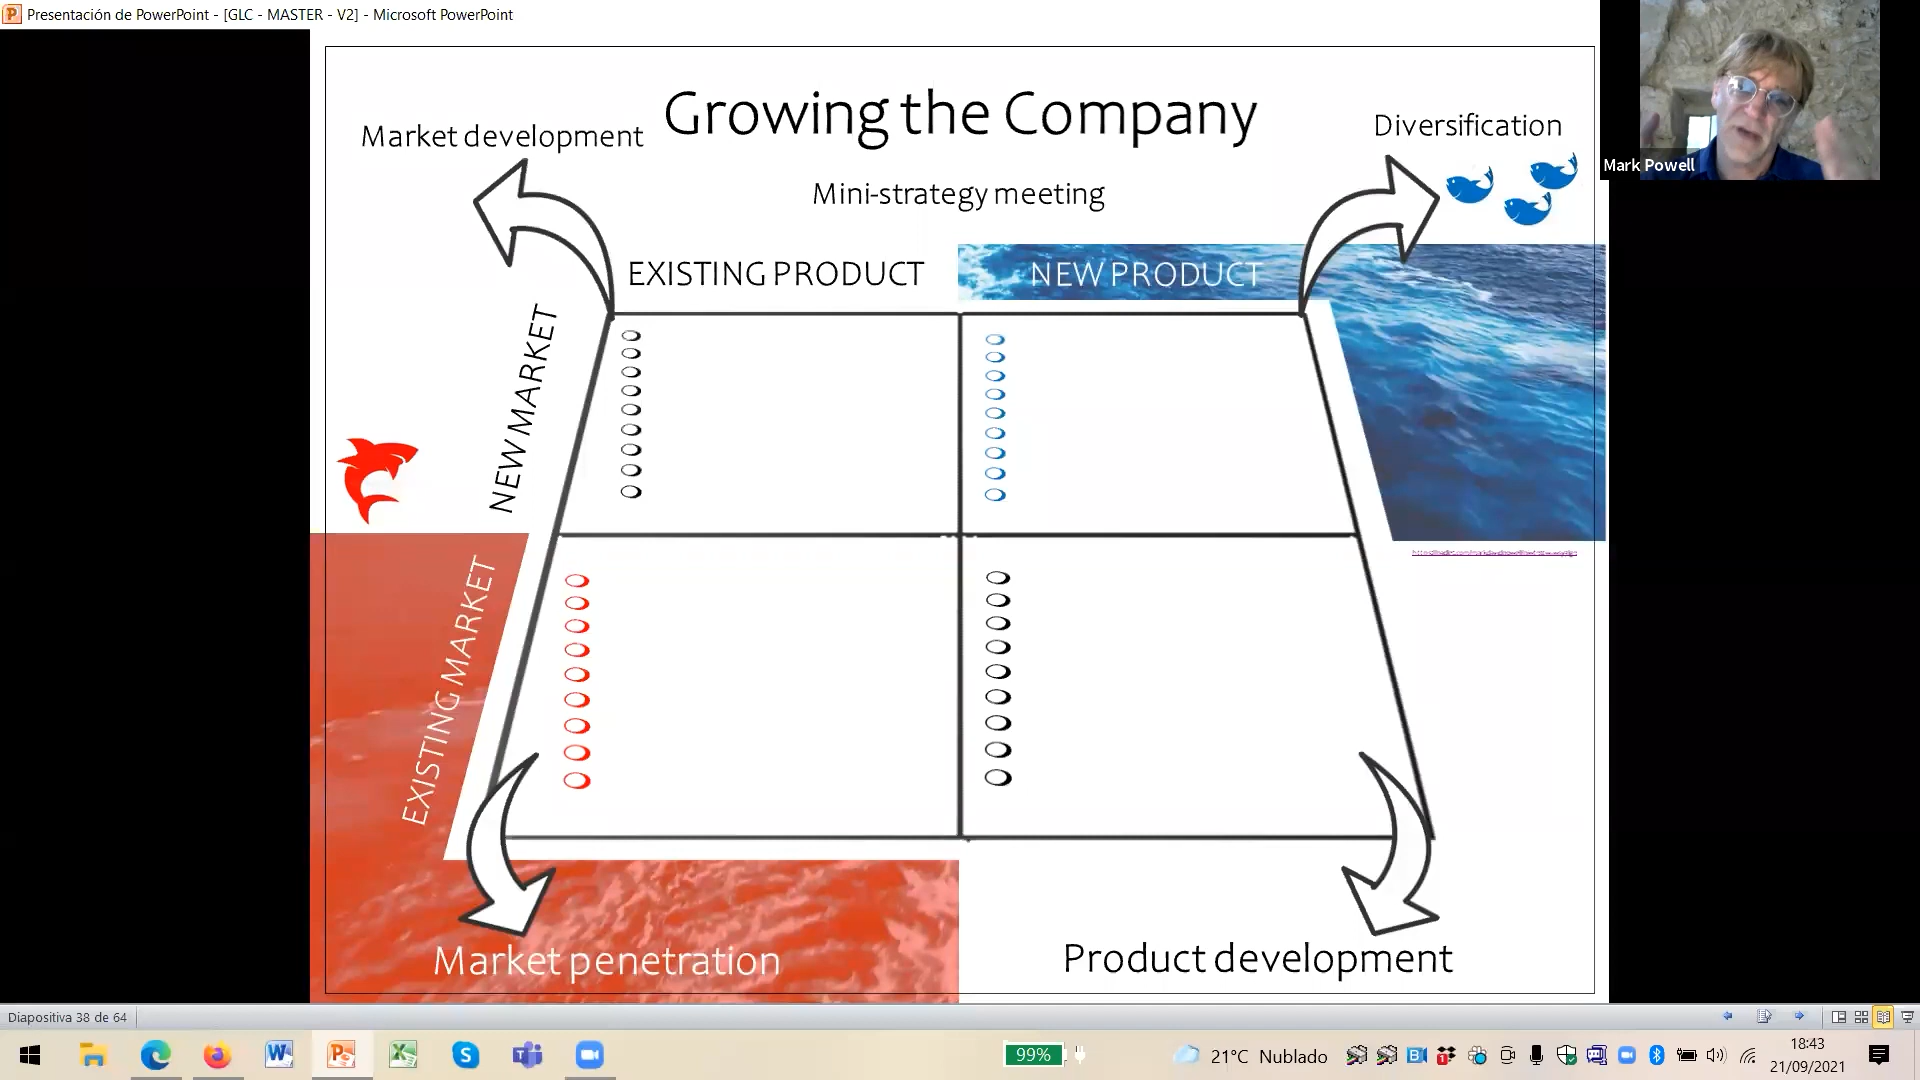 Presentación de PowerPoint - [GLC - MASTER - V2] - Microsoft PowerPoint
Growing the Company
Market development
Diversification
Mark Powell
Mini-strategy meeting
EXISTING PRODUCT
NEW PRODUCT
NEW MARKET
EXISTING MARKET
Market penetration
Product development
Diapositiva 38 de 64
99%
21°C Nublado
18:43
21/09/2021